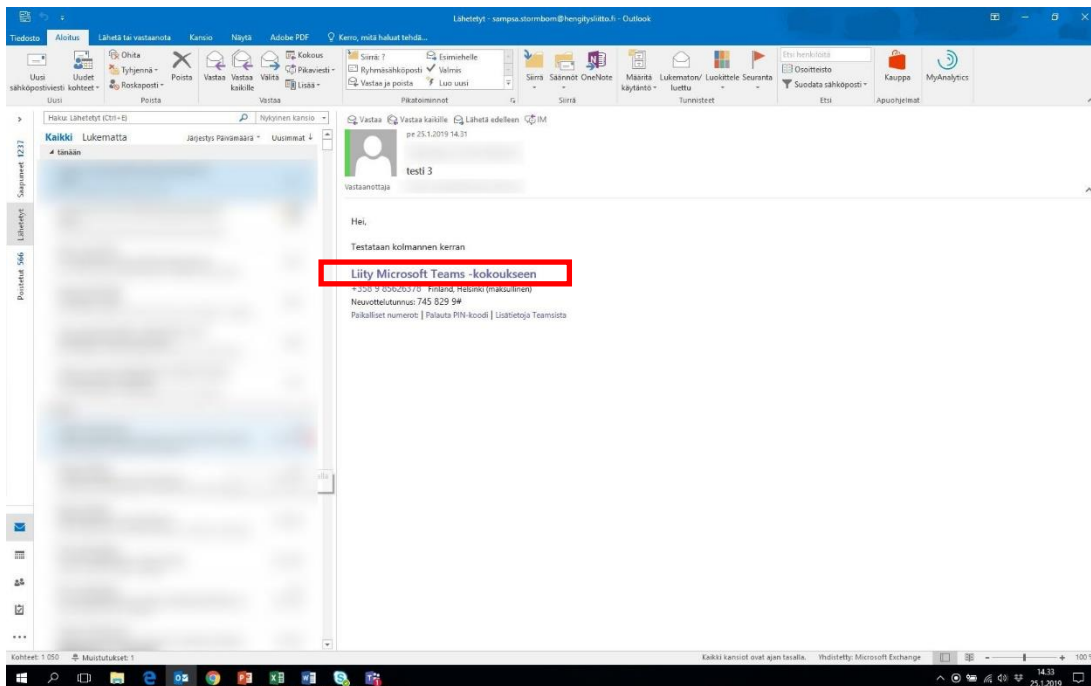 Lähetetyt - sampsa.stormbom@hengitysliitto.fi - Outlook
Tiedosto Aloitus Lähetä tai vastaanota Kansio Näytä Adobe PDF Kerro, mitä haluat tehdä...
Uusi sähköpostiviesti
Uudet kohteet
Uusi
Ohita
Tyhjennä
Roskaposti
Poista
Poista
Vastaa
Vastaa kaikille
Välitä
Kokous
Pikaviesti
Lisää
Vastaa
Siirrä: ?
Ryhmäsähköposti
Vastaa ja poista
Esimiehelle
Valmis
Luo uusi
Pikatoiminnot
Siirrä
Säännöt
OneNote
Siirrä
Määritä käytäntö
Lukematon/ luettu
Luokittele
Seuranta
Tunnisteet
Etsi henkilöitä
Osoitteisto
Suodata sähköposti
Etsi
Kauppa
Apuohjelmat
MyAnalytics
Haku: Lähetetyt (Ctrl+E) Nykyinen kansio
Kaikki Lukematta Järjestys Päivämäärä Uusimmat
tänään
Saapuneet 1237
Lähetetyt
Poistetut 566
Vastaa Vastaa kaikille Lähetä edelleen IM
pe 25.1.2019 14.31
testi 3
Vastaanottaja
Hei,
Testataan kolmannen kerran
Liity Microsoft Teams -kokoukseen
+358 9 85626378 Finland, Helsinki (maksullinen)
Neuvottelutunnus: 745 829 9#
Paikalliset numerot | Palauta PIN-koodi | Lisätietoja Teamsista
Kohteet: 1 050 Muistutukset: 1
Kaikki kansiot ovat ajan tasalla. Yhdistetty: Microsoft Exchange
100 %
14.33
25.1.2019